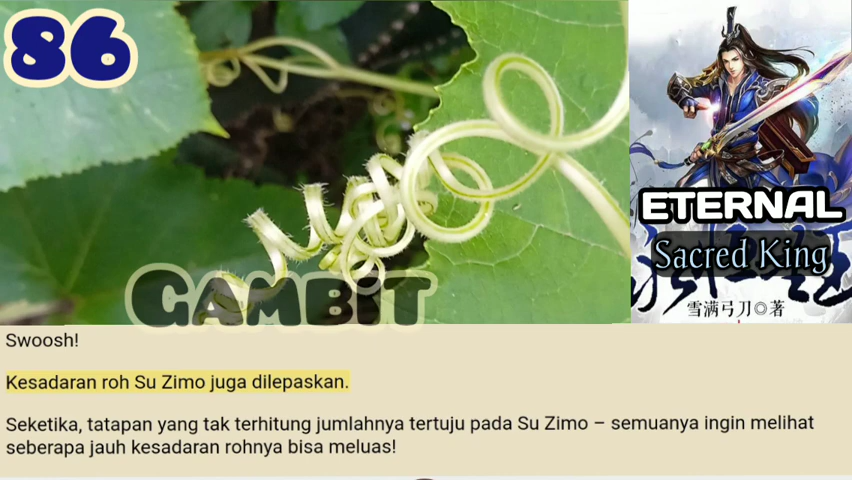 86
GAMBiT
ETERNAL
Sacred King
雪满弓刀◎著
Swoosh!
Kesadaran roh Su Zimo juga dilepaskan.
Seketika, tatapan yang tak terhitung jumlahnya tertuju pada Su Zimo – semuanya ingin melihat
seberapa jauh kesadaran rohnya bisa meluas!